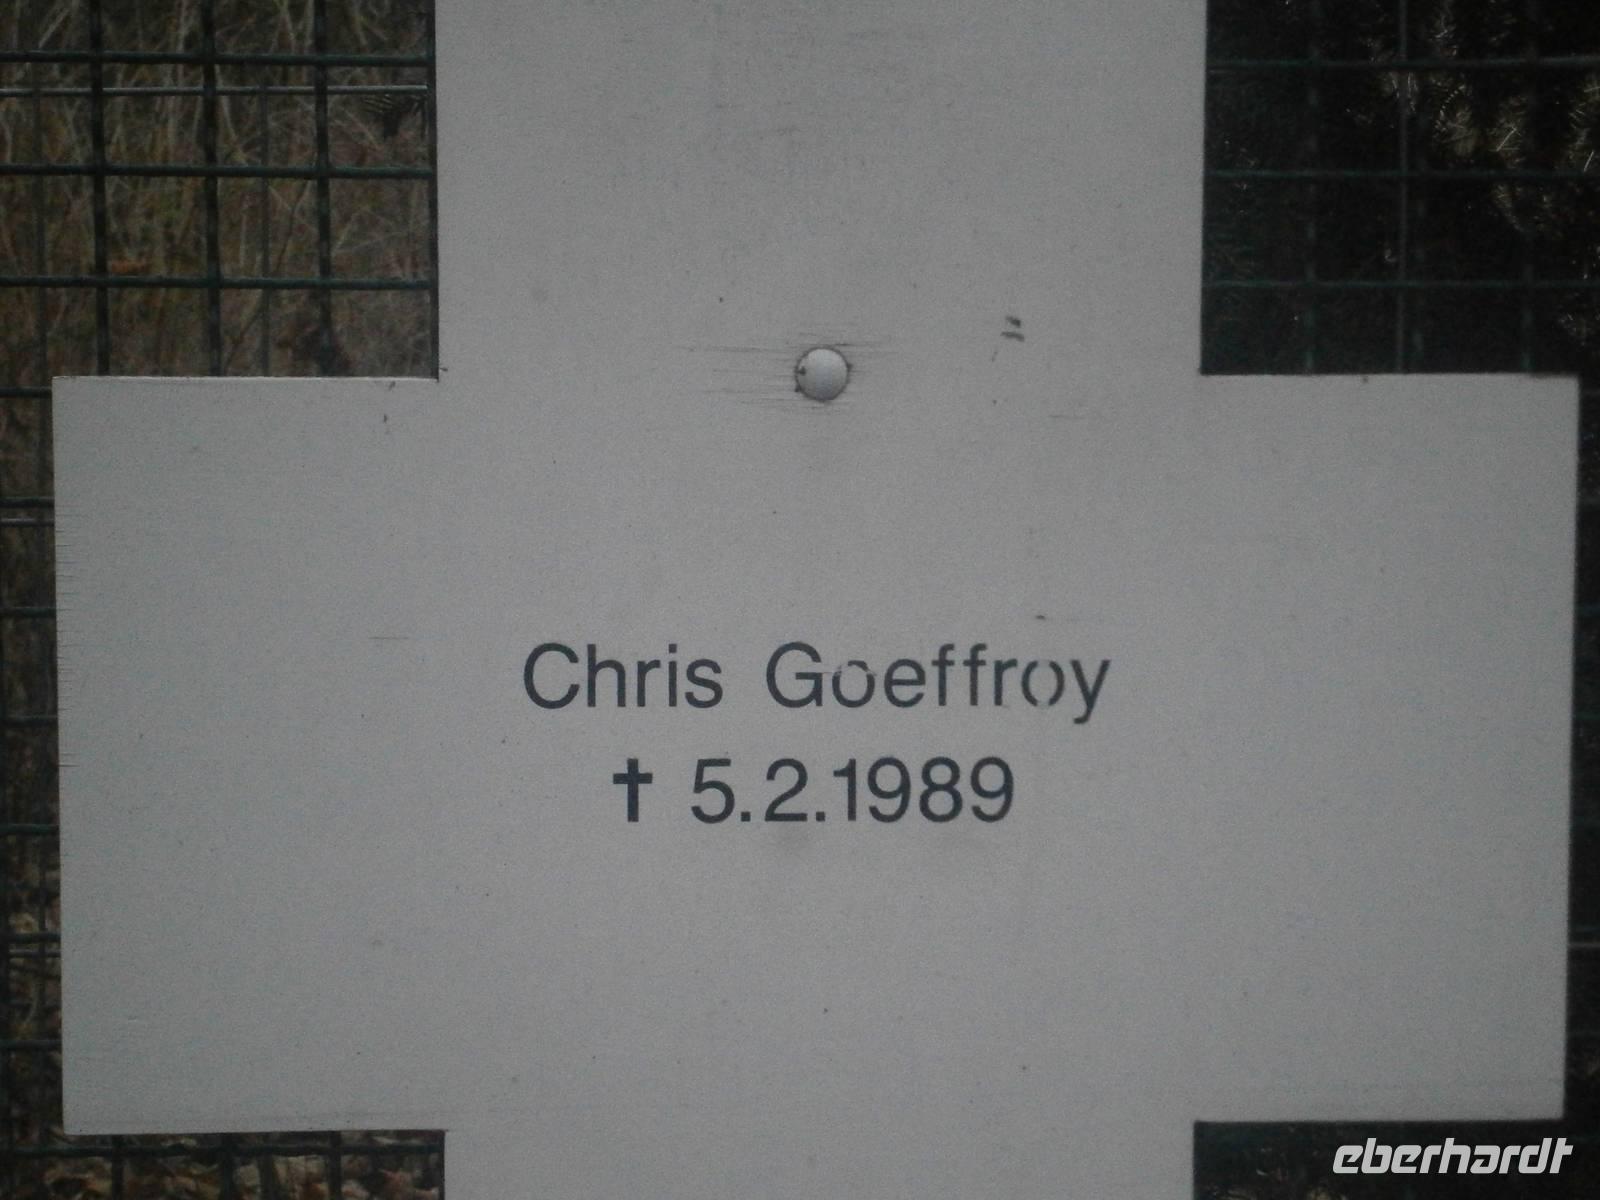 Chris Goeffroy
† 5.2.1989
eberhardt